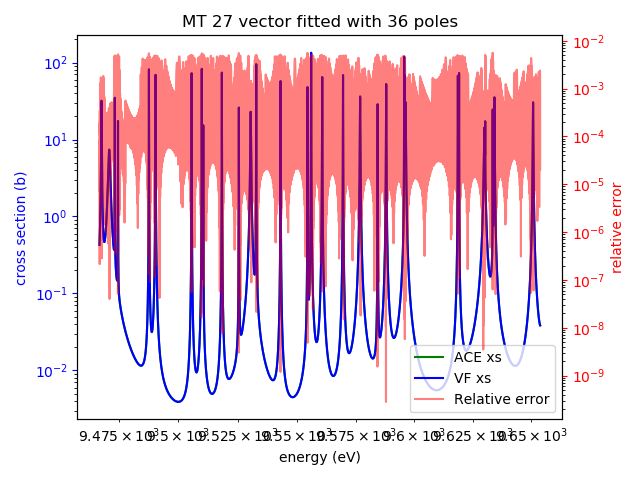 MT 27 vector fitted with 36 poles
cross section (b)
10² 10¹ 10⁰ 10⁻¹ 10⁻²
10⁻² 10⁻³ 10⁻⁴ 10⁻⁵ 10⁻⁶ 10⁻⁷ 10⁻⁸ 10⁻⁹
relative error
ACE xs
VF xs
Relative error
9.475 × 10³ 9.5 × 10³ 9.525 × 10³ 9.55 × 10³ 9.575 × 10³ 9.6 × 10³ 9.625 × 10³ 9.65 × 10³
energy (eV)